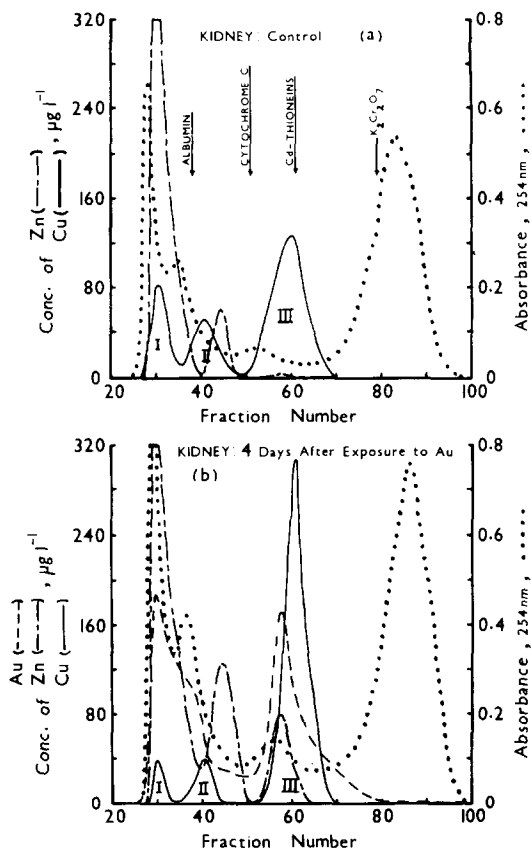 KIDNEY: Control (a)
320
240
160
80
0
Conc. of Zn(—·—)
Cu(——) , µg l⁻¹
ALBUMIN
CYTOCHROME C
Cd-THIONEINS
K₂Cr₂O₇
I
II
III
0.8
0.6
0.4
0.2
0
Absorbance, 254nm, ....
20 40 60 80 100
Fraction Number
KIDNEY: 4 Days After Exposure to Au
(b)
320
240
160
80
0
Au(---)
Conc. of Zn(—·—) , µg l⁻¹
Cu(——)
I
II
III
0.8
0.6
0.4
0.2
0
Absorbance, 254nm, ....
20 40 60 80 100
Fraction Number